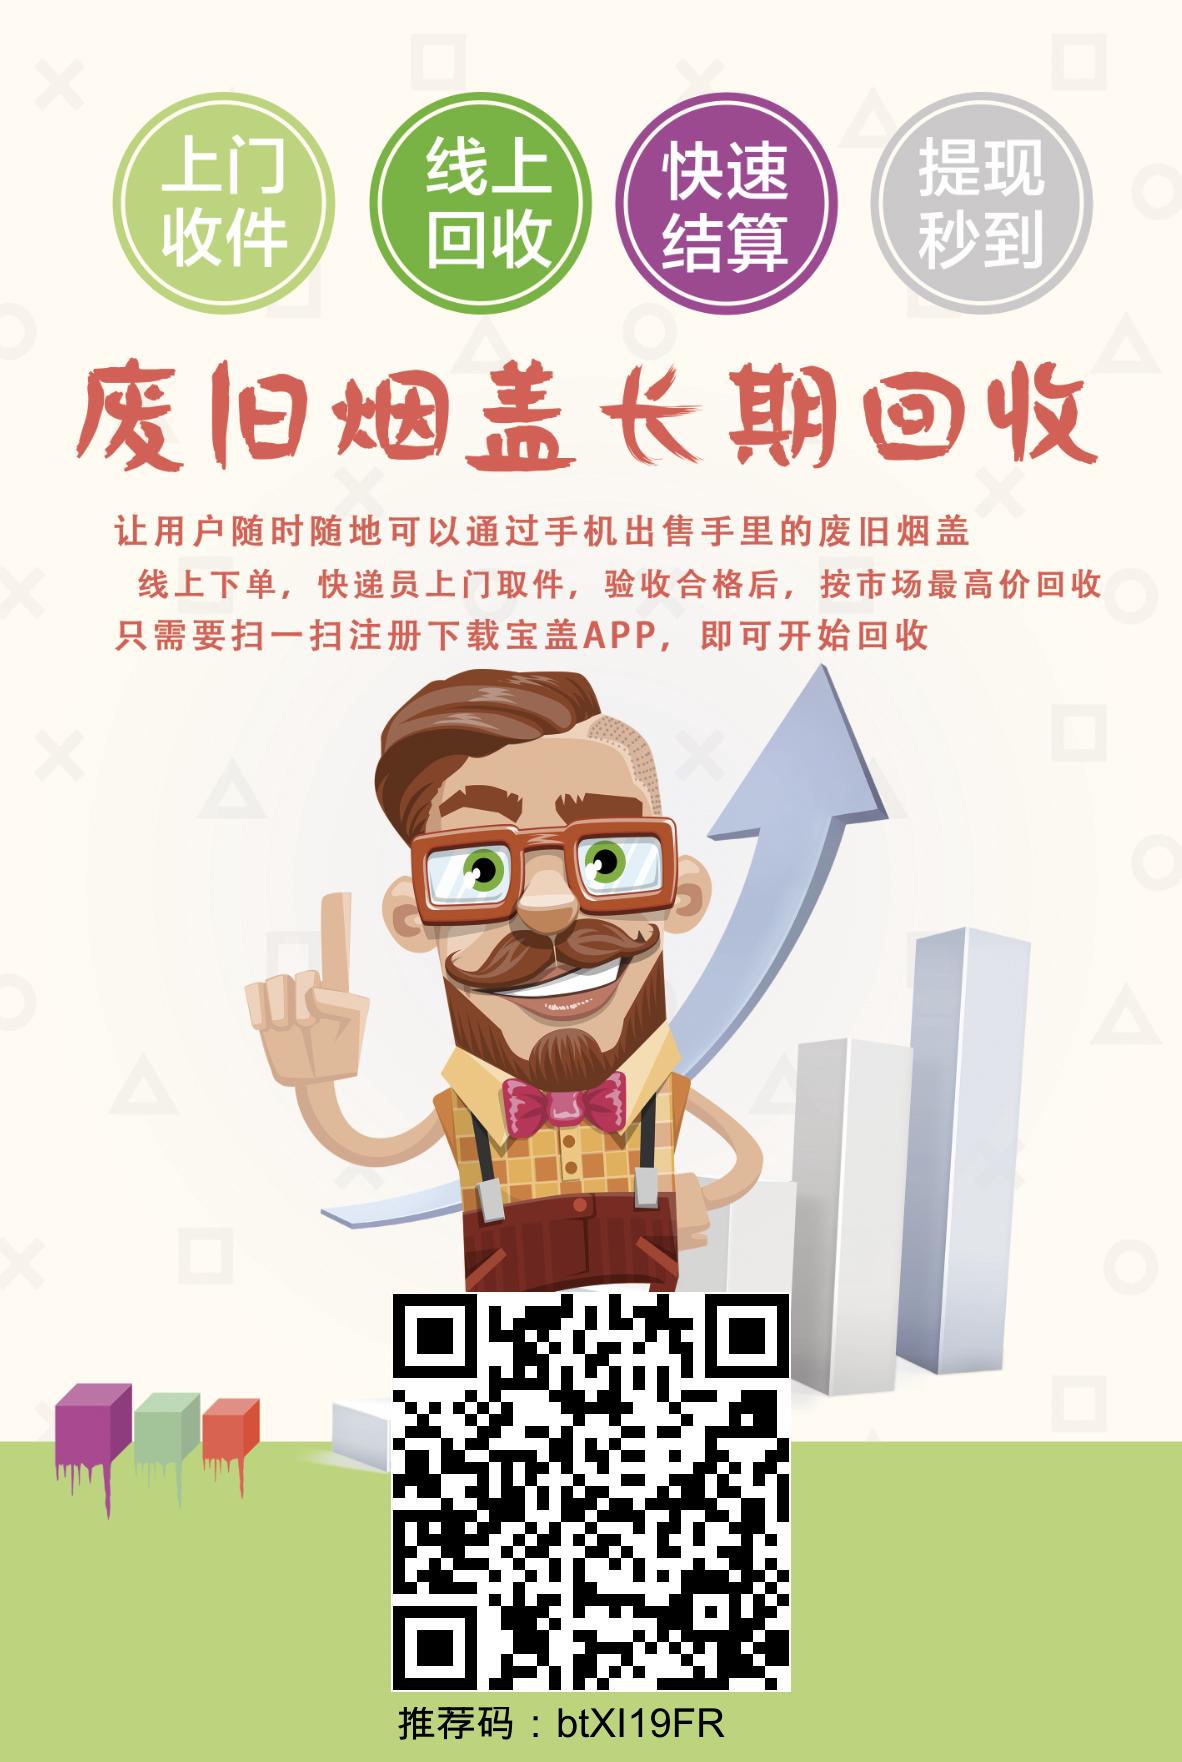 上门
收件
线上
回收
快速
结算
提现
秒到
废旧烟盖长期回收
让用户随时随地可以通过手机出售手里的废旧烟盖
线上下单，快递员上门取件，验收合格后，按市场最高价回收
只需要扫一扫注册下载宝盖APP，即可开始回收
推荐码：btXI19FR